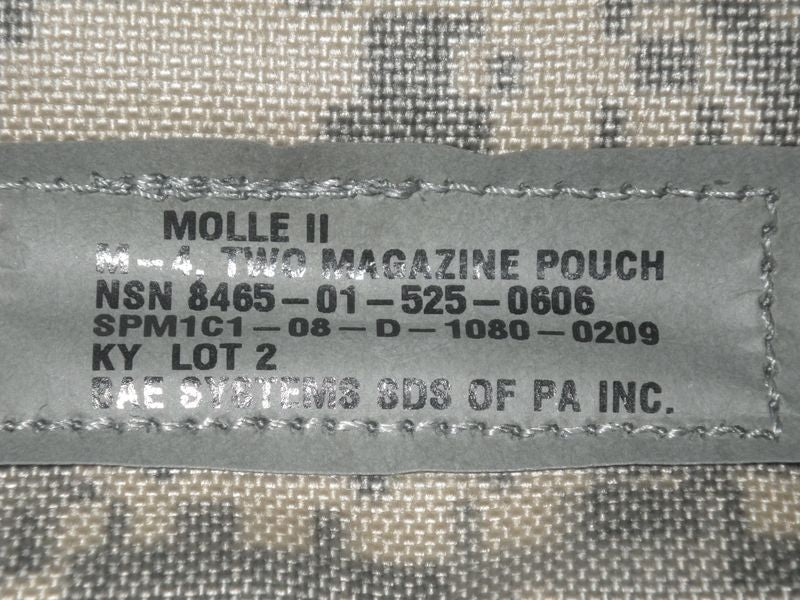 MOLLE II
M-4, TWO MAGAZINE POUCH
NSN 8465-01-525-0606
SPM1C1-08-D-1080-0209
KY LOT 2
BAE SYSTEMS SDS OF PA INC.